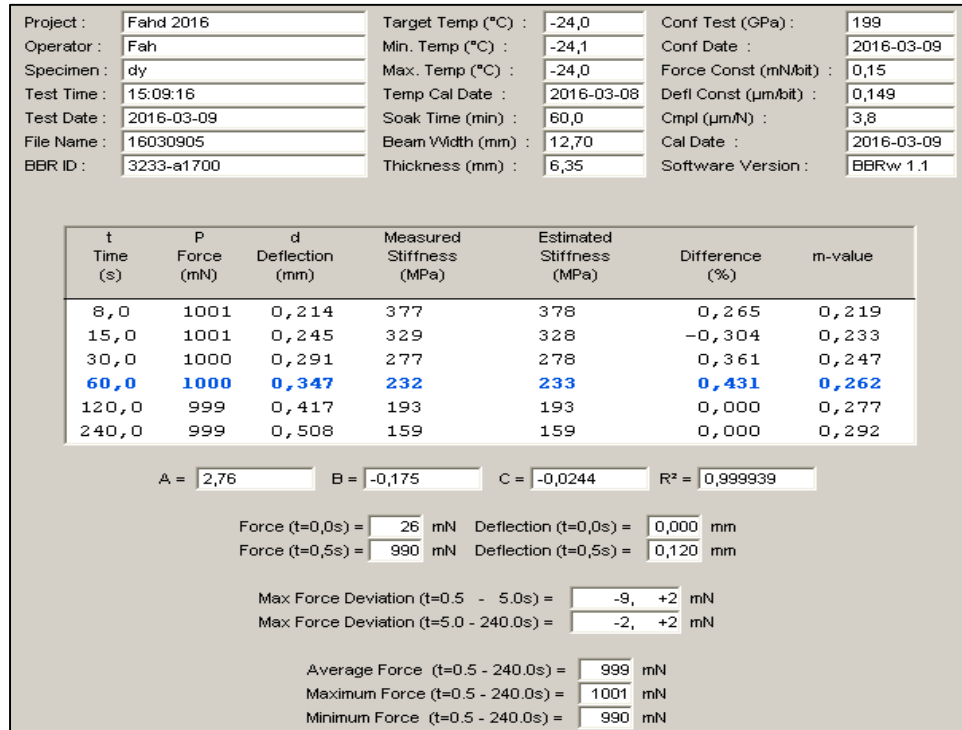 Project : Fahd 2016 Target Temp (°C) : -24,0 Conf Test (GPa) : 199
Operator : Fah Min. Temp (°C) : -24,1 Conf Date : 2016-03-09
Specimen : dy Max. Temp (°C) : -24,0 Force Const (mN/bit) : 0,15
Test Time : 15:09:16 Temp Cal Date : 2016-03-08 Defl Const (µm/bit) : 0,149
Test Date : 2016-03-09 Soak Time (min) : 60,0 Cmpl (µm/N) : 3,8
File Name : 16030905 Beam Width (mm) : 12,70 Cal Date : 2016-03-09
BBR ID : 3233-a1700 Thickness (mm) : 6,35 Software Version : BBRw 1.1
t P d Measured Estimated
Time Force Deflection Stiffness Stiffness Difference m-value
(s) (mN) (mm) (MPa) (MPa) (%)
8,0 1001 0,214 377 378 0,265 0,219
15,0 1001 0,245 329 328 -0,304 0,233
30,0 1000 0,291 277 278 0,361 0,247
60,0 1000 0,347 232 233 0,431 0,262
120,0 999 0,417 193 193 0,000 0,277
240,0 999 0,508 159 159 0,000 0,292
A = 2,76 B = -0,175 C = -0,0244 R² = 0,999939
Force (t=0,0s) = 26 mN Deflection (t=0,0s) = 0,000 mm
Force (t=0,5s) = 990 mN Deflection (t=0,5s) = 0,120 mm
Max Force Deviation (t=0.5 - 5.0s) = -9, +2 mN
Max Force Deviation (t=5.0 - 240.0s) = -2, +2 mN
Average Force (t=0.5 - 240.0s) = 999 mN
Maximum Force (t=0.5 - 240.0s) = 1001 mN
Minimum Force (t=0.5 - 240.0s) = 990 mN